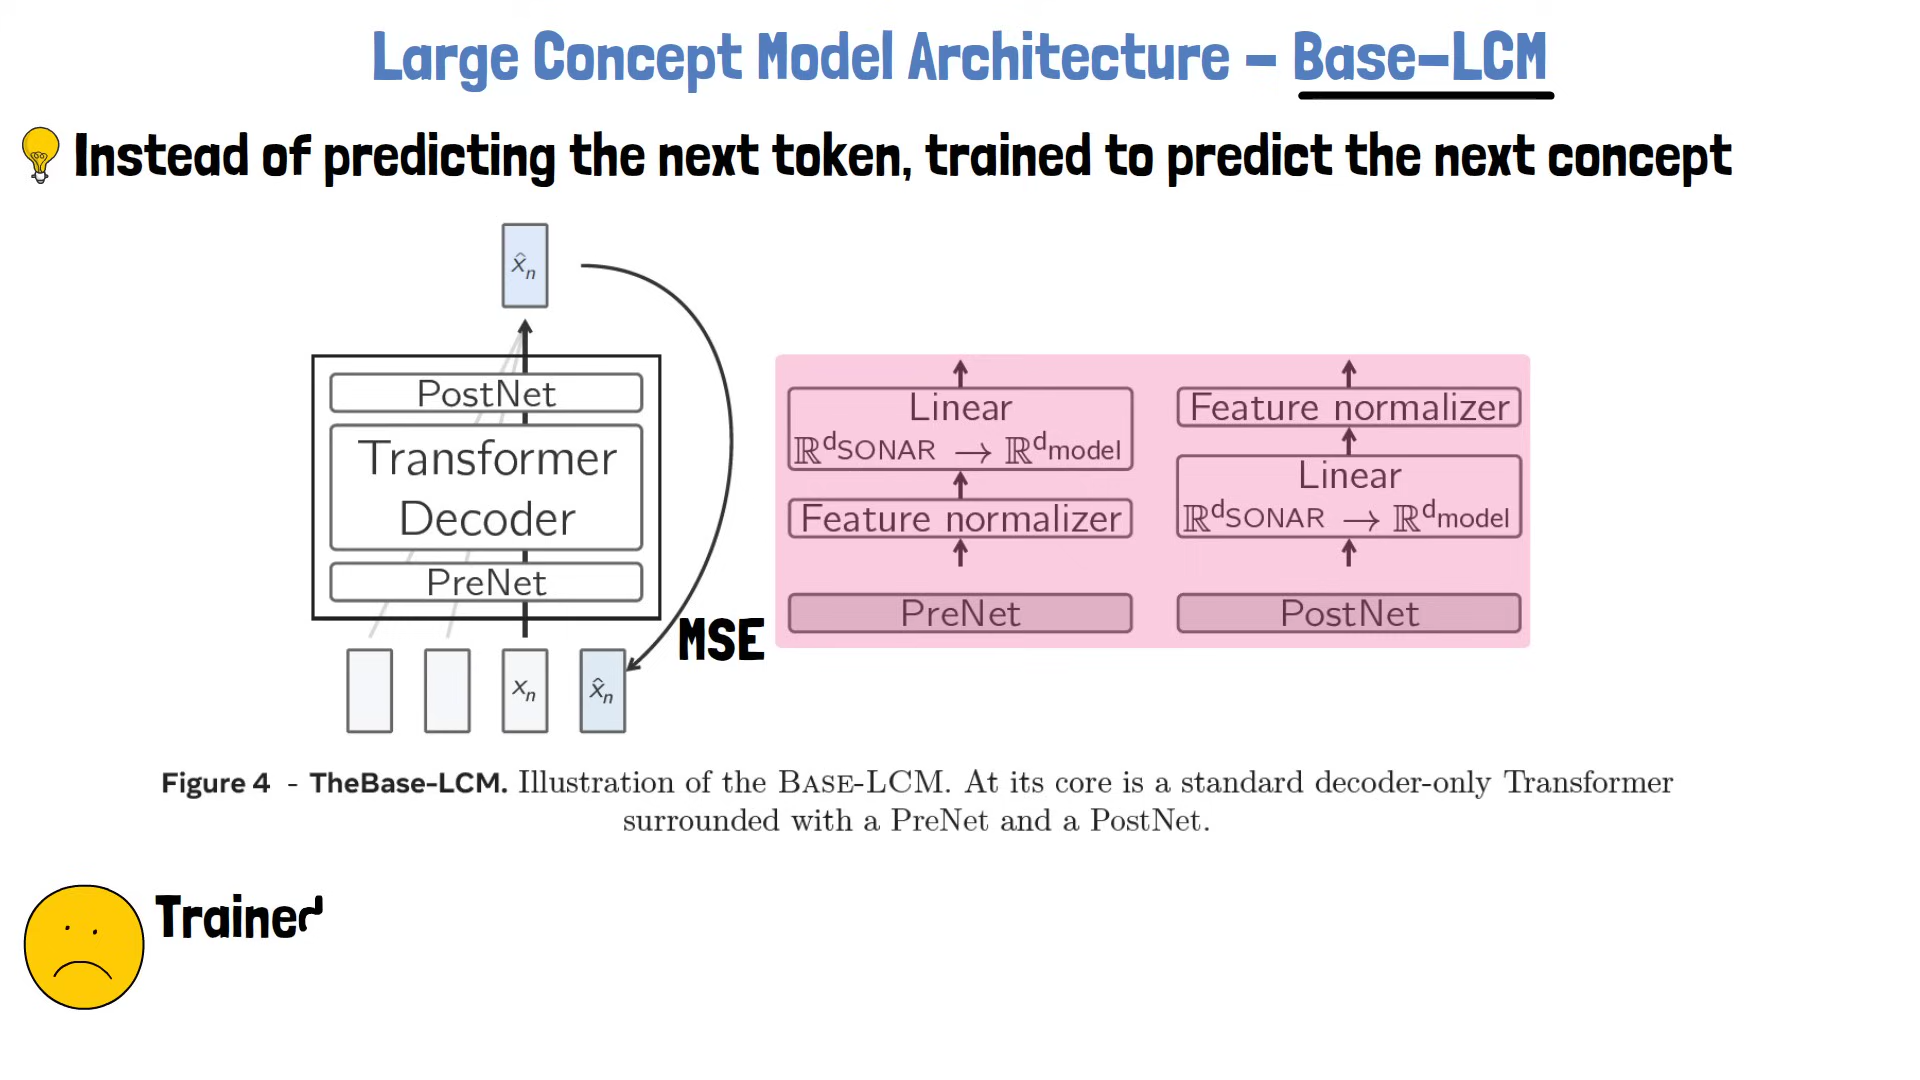 Large Concept Model Architecture - Base-LCM
Instead of predicting the next token, trained to predict the next concept
x̂n
PostNet
Transformer
Decoder
PreNet
xn
x̂n
MSE
Linear
ℝdSONAR → ℝdmodel
Feature normalizer
PreNet
Feature normalizer
Linear
ℝdSONAR → ℝdmodel
PostNet
Figure 4 - TheBase-LCM. Illustration of the BASE-LCM. At its core is a standard decoder-only Transformer
surrounded with a PreNet and a PostNet.
Trained